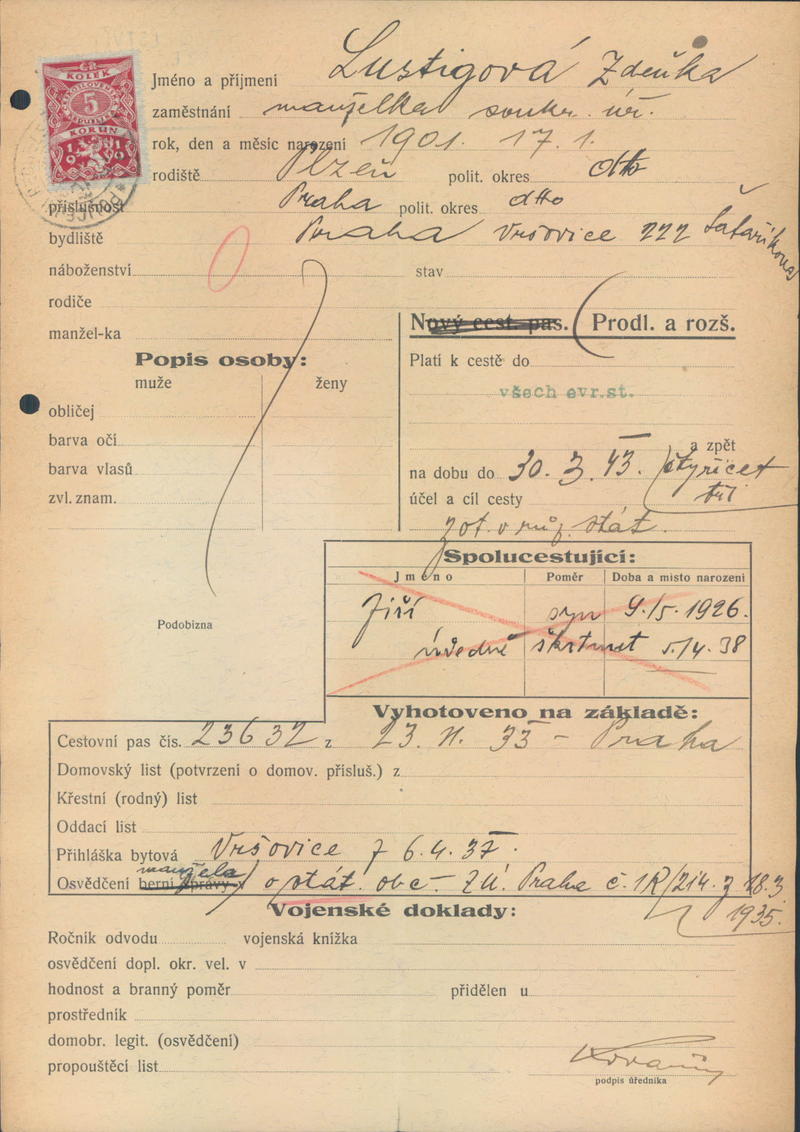 Jméno a příjmení Lustigová Zdeňka
zaměstnání manželka soukr. úř.
rok, den a měsíc narození 1901. 17. 1.
rodiště Plzeň polit. okres dtto
příslušnost Praha polit. okres dtto
bydliště Praha Vršovice 222 Šafaříkova
náboženství 0 stav
rodiče
manžel-ka
Nový cest. pas. Prodl. a rozš.
Popis osoby:
muže ženy
obličej
barva očí
barva vlasů
zvl. znam.
Platí k cestě do
všech evr.st.
a zpět
na dobu do 30. 3. 43. čtyřicet
tři
účel a cíl cesty
zot. v růz. stát.
Podobizna
Spolucestující:
Jméno Poměr Doba a místo narození
Jiří syn 9./5. 1926.
úředně škrtnut 5./4. 38
Vyhotoveno na základě:
Cestovní pas čís. 23632 z 23. II. 33 - Praha
Domovský list (potvrzení o domov. přísluš.) z
Křestní (rodný) list
Oddací list
Přihláška bytová Vršovice z 6. 4. 37.
manžela
Osvědčení berní správy o stát. obč. ZÚ. Praha č. 1R/214. z 18.3
1935.
Vojenské doklady:
Ročník odvodu vojenská knížka
osvědčení dopl. okr. vel. v
hodnost a branný poměr přidělen u
prostředník
domobr. legit. (osvědčení)
propouštěcí list
podpis úředníka
KOLEK
ČESKOSLOVENSKÁ
5
REPUBLIKA
KORUN